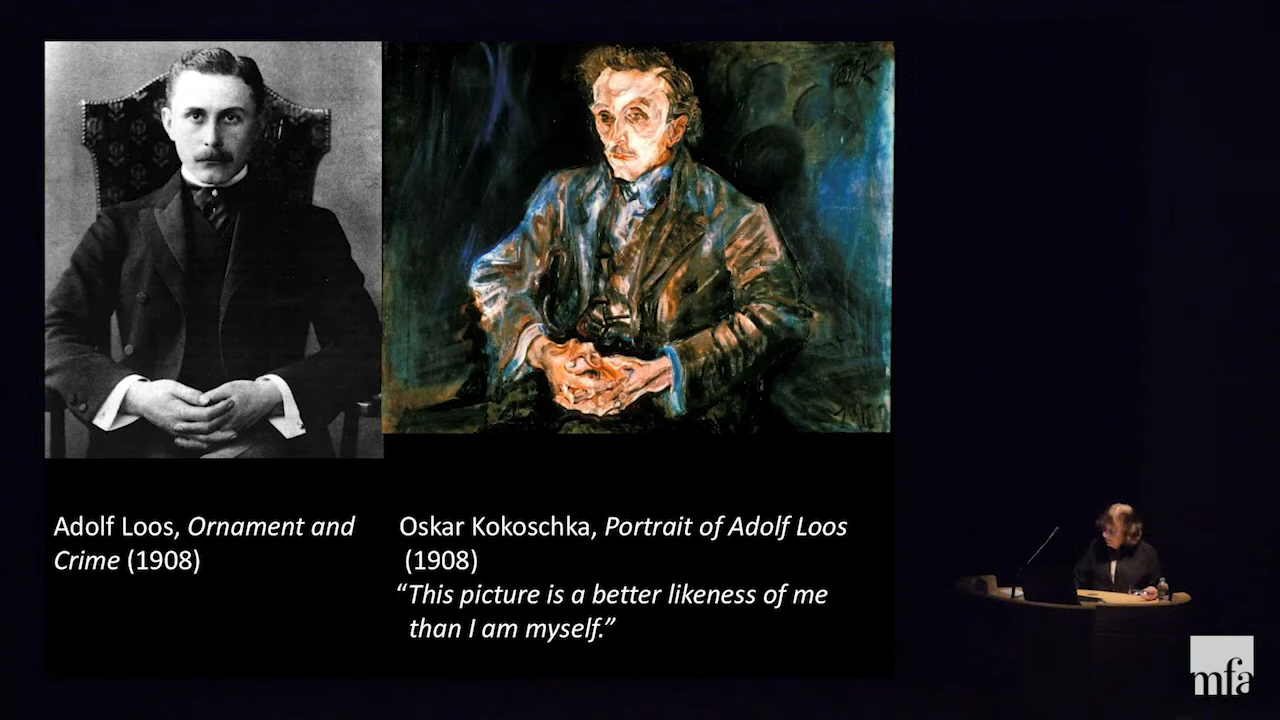 Adolf Loos, Ornament and
Crime (1908)
Oskar Kokoschka, Portrait of Adolf Loos
(1908)
“This picture is a better likeness of me
than I am myself.”
OK
mfa